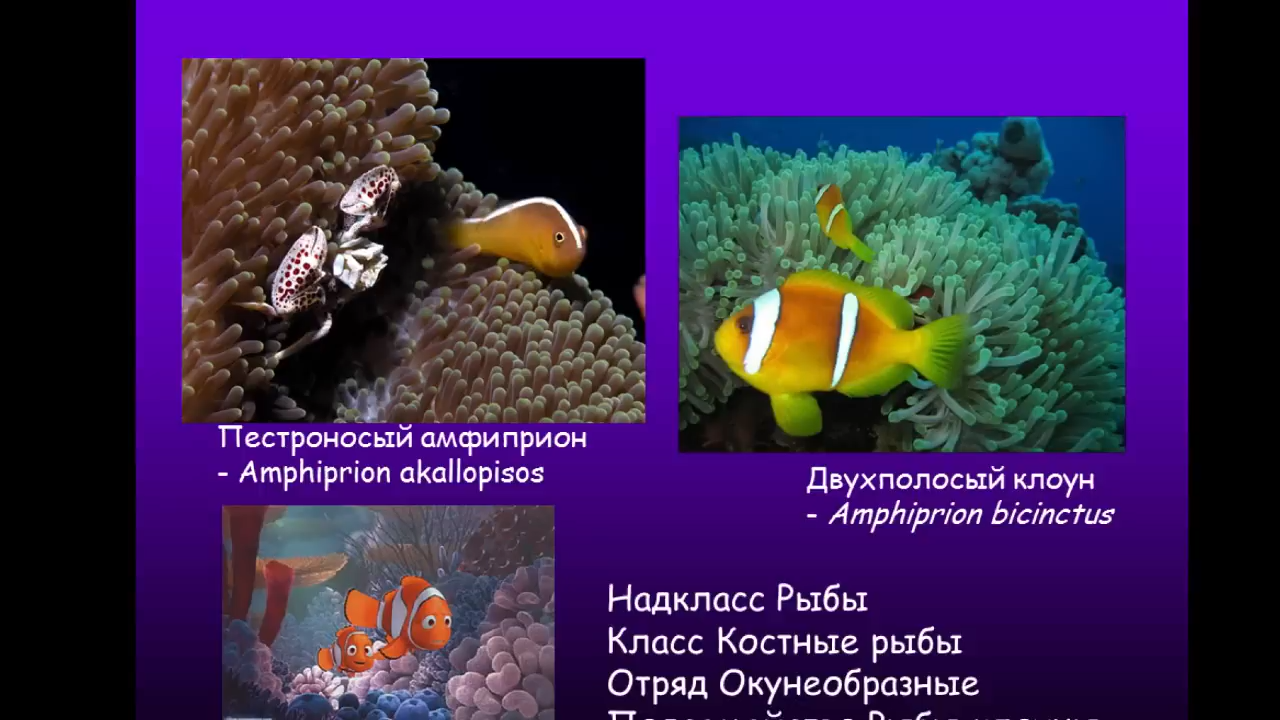 Пестроносый амфиприон
- Amphiprion akallopisos
Двухполосый клоун
- Amphiprion bicinctus
Надкласс Рыбы
Класс Костные рыбы
Отряд Окунеобразные